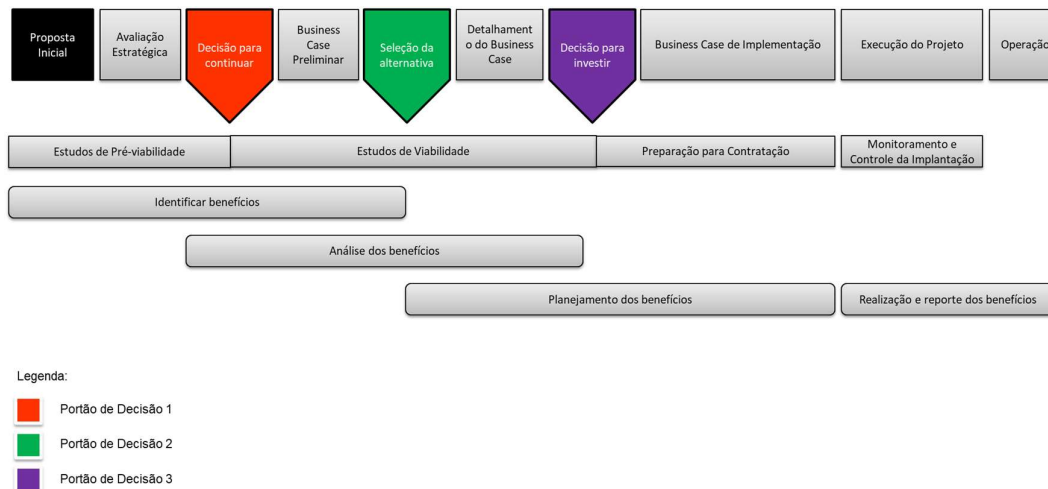 Proposta
Inicial
Avaliação
Estratégica
Decisão para
continuar
Business
Case
Preliminar
Seleção da
alternativa
Detalhament
o do Business
Case
Decisão para
investir
Business Case de Implementação
Execução do Projeto
Operação
Estudos de Pré-viabilidade
Estudos de Viabilidade
Preparação para Contratação
Monitoramento e
Controle da Implantação
Identificar benefícios
Análise dos benefícios
Planejamento dos benefícios
Realização e reporte dos benefícios
Legenda:
Portão de Decisão 1
Portão de Decisão 2
Portão de Decisão 3